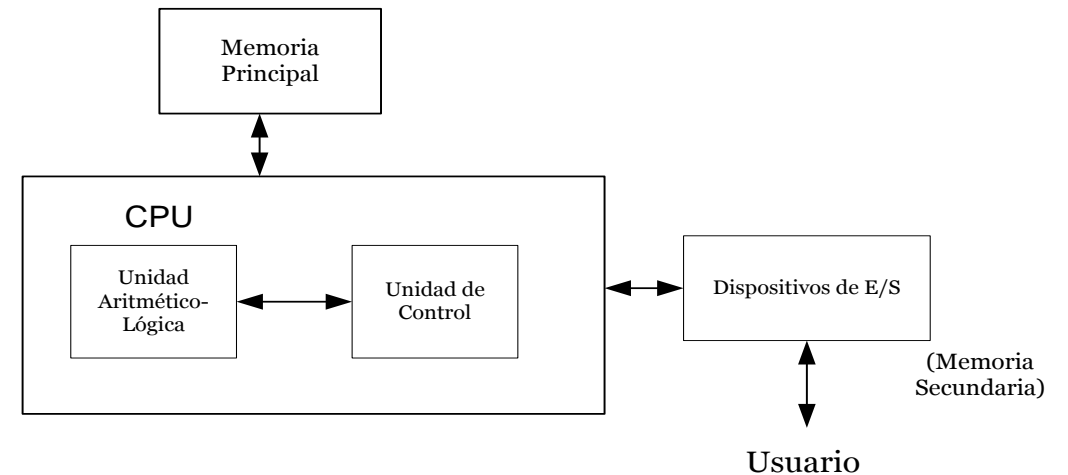 Memoria
Principal
CPU
Unidad
Aritmético-
Lógica
Unidad de
Control
Dispositivos de E/S
(Memoria
Secundaria)
Usuario